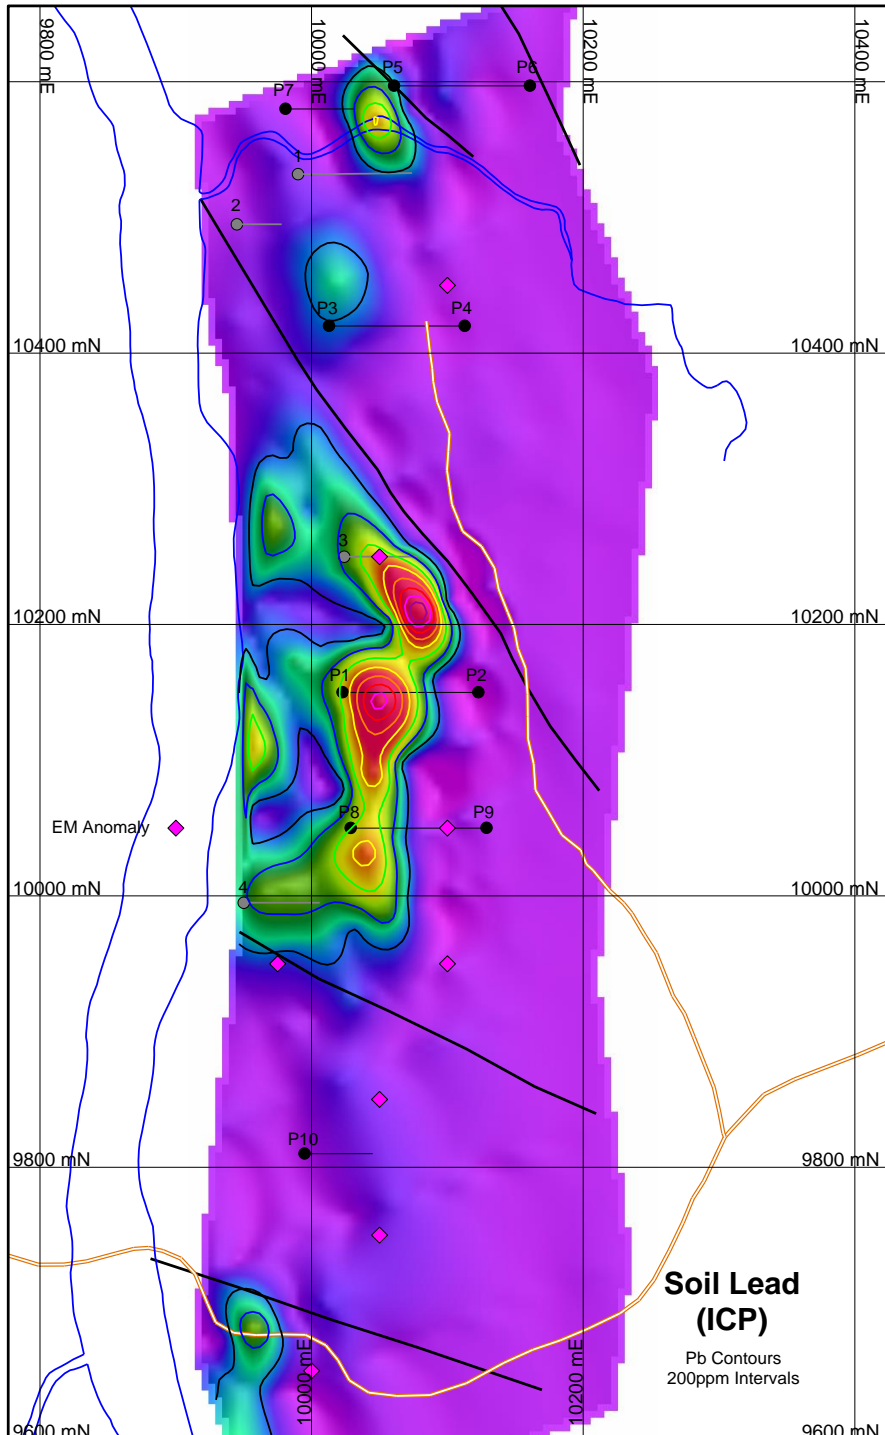 9800 mE
10000 mE
10200 mE
10400 mE
P5
P6
P7
1
2
P3
P4
10400 mN
10400 mN
3
10200 mN
10200 mN
P1
P2
EM Anomaly
P8
P9
10000 mN
10000 mN
4
P10
9800 mN
9800 mN
Soil Lead
(ICP)
Pb Contours
200ppm Intervals
10000 mE
10200 mE
9600 mN
9600 mN